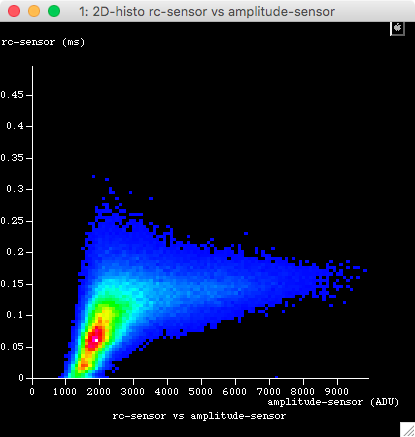 1: 2D-histo rc-sensor vs amplitude-sensor
rc-sensor (ms)
0.45
0.4
0.35
0.3
0.25
0.2
0.15
0.1
0.05
0
0 1000 2000 3000 4000 5000 6000 7000 8000 9000
amplitude-sensor (ADU)
rc-sensor vs amplitude-sensor